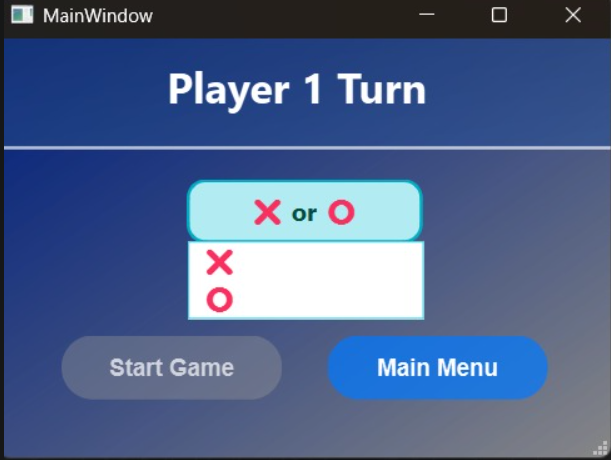 MainWindow
Player 1 Turn
❌ or ⭕
❌
⭕
Start Game
Main Menu